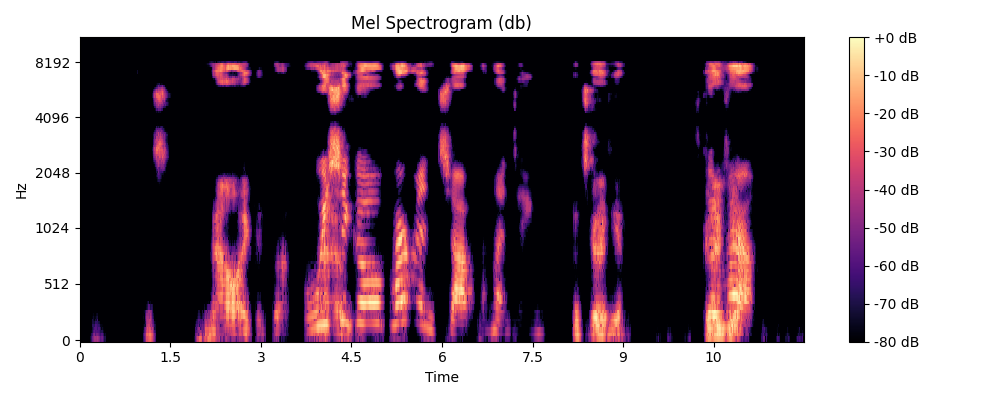 Mel Spectrogram (db)
8192
4096
2048
1024
512
0
Hz
0 1.5 3 4.5 6 7.5 9 10
Time
+0 dB
-10 dB
-20 dB
-30 dB
-40 dB
-50 dB
-60 dB
-70 dB
-80 dB